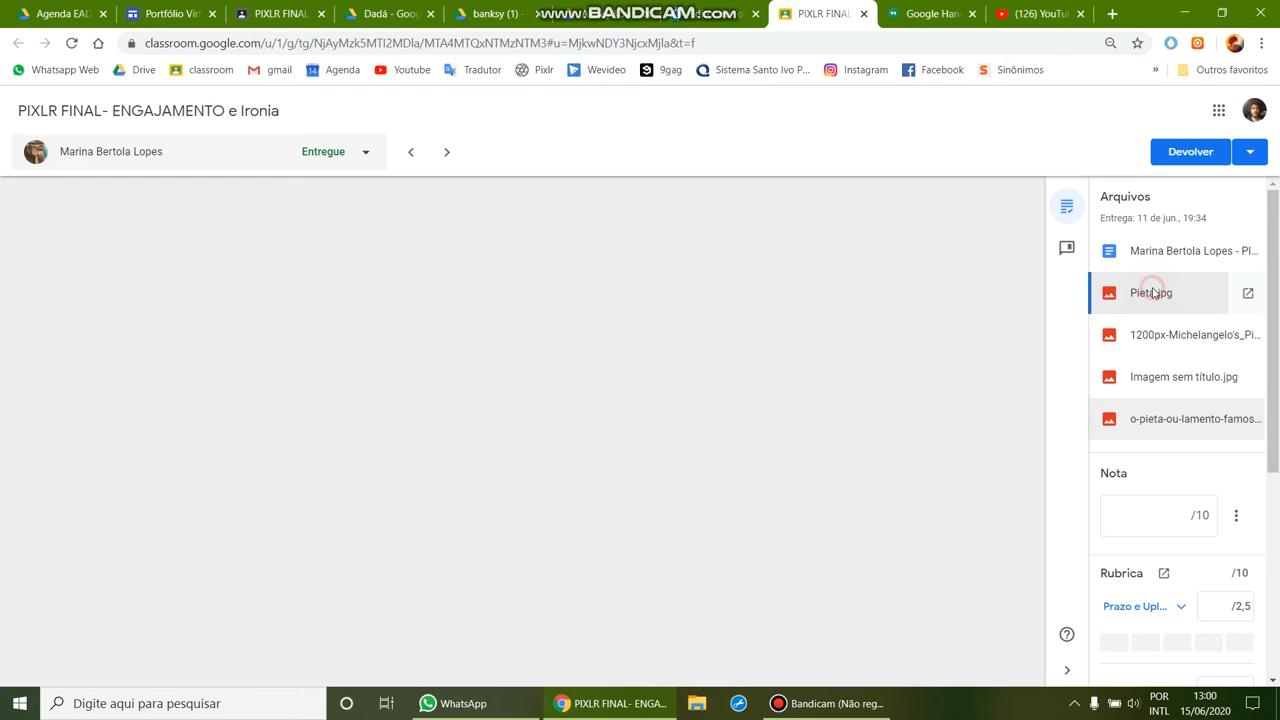 Agenda EAD
Portfólio Virt
PIXLR FINAL
Dadá - Goo
banksy (1) -
www.BANDICAM.com
PIXLR FINAL
Google Han
(126) YouTu
classroom.google.com/u/1/g/tg/NjAyMzk5MTI2MDla/MTA4MTQxNTMzNTM3#u=MjkwNDY3NjcxMjla&t=f
Whatsapp Web
Drive
classroom
gmail
Agenda
Youtube
Tradutor
Pixlr
Wevideo
9gag
Sistema Santo Ivo P...
Instagram
Facebook
Sinônimos
»
Outros favoritos
PIXLR FINAL- ENGAJAMENTO e Ironia
Marina Bertola Lopes
Entregue
Devolver
Arquivos
Entrega: 11 de jun., 19:34
Marina Bertola Lopes - PI...
Pieta.jpg
1200px-Michelangelo's_Pi...
Imagem sem título.jpg
o-pieta-ou-lamento-famos...
Nota
/10
Rubrica
/10
Prazo e Upl...
/2,5
Digite aqui para pesquisar
WhatsApp
PIXLR FINAL- ENGA...
Bandicam (Não reg...
POR
INTL
13:00
15/06/2020